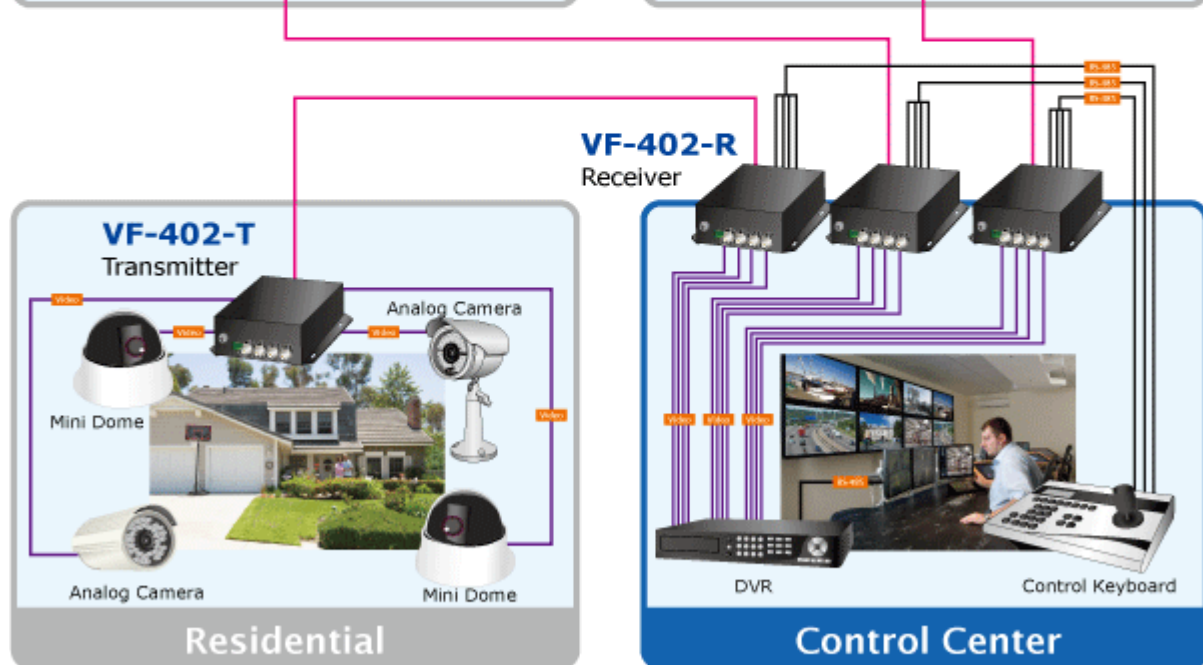 RS-485
RS-485
RS-485
VF-402-R
Receiver
VF-402-T
Transmitter
Video
Video
Video
Analog Camera
Mini Dome
Video
Video
Video
Video
RS-485
Analog Camera
Mini Dome
DVR
Control Keyboard
Residential
Control Center